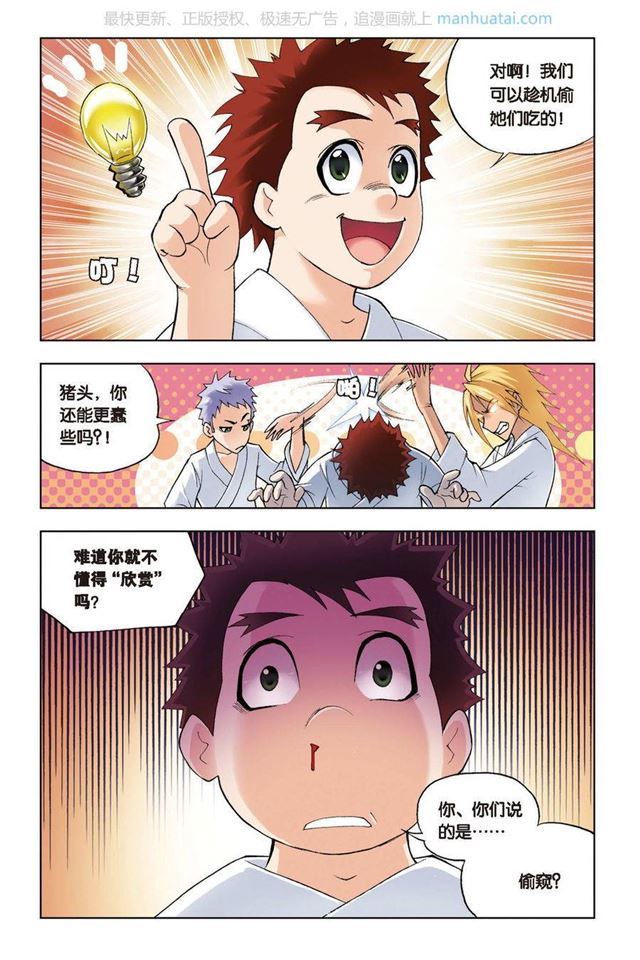 最快更新、正版授权、极速无广告，追漫画就上 manhuatai.com
对啊！我们
可以趁机偷
她们吃的！
叮！
猪头，你
还能更蠢
些吗？！
啪！
难道你就不
懂得“欣赏”
吗？
你、你们说
的是……
偷窥？